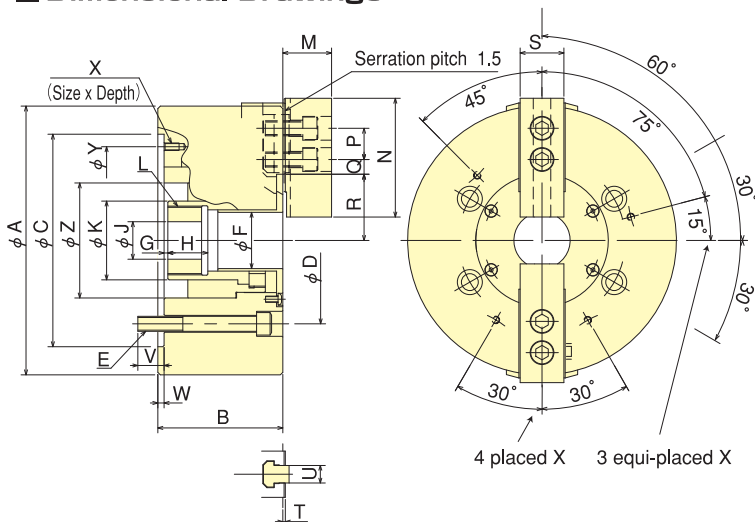 Dimensional Drawings
M
S
Serration pitch 1.5
X
(Size x Depth)
60°
45°
75°
φY
L
P
N
Q
R
30°
15°
φA
φC
φZ
φK
φJ
G
H
φF
φD
30°
E
V
W
B
30°
30°
4 placed X
3 equi-placed X
U
T